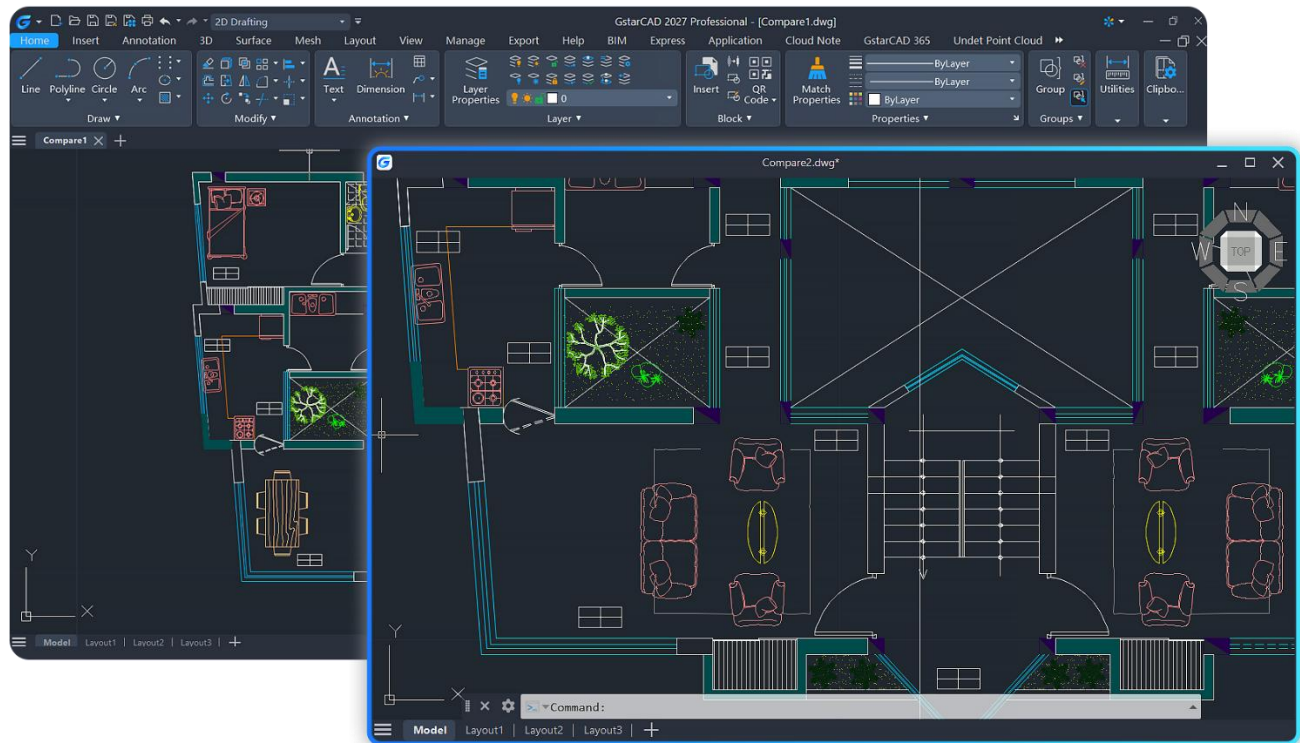 2D Drafting
GstarCAD 2027 Professional - [Compare1.dwg]
Home Insert Annotation 3D Surface Mesh Layout View Manage Export Help BIM Express Application Cloud Note GstarCAD 365 Undet Point Cloud
Line Polyline Circle Arc
Text Dimension
Layer Properties
0
Insert
QR Code
Match Properties
ByLayer
ByLayer
ByLayer
Group
Utilities
Clipbo...
Draw Modify Annotation Layer Block Properties Groups
Compare1
Compare2.dwg*
N
W TOP E
S
Y
X
Model Layout1 Layout2 Layout3
Y
X
Command:
Model Layout1 Layout2 Layout3